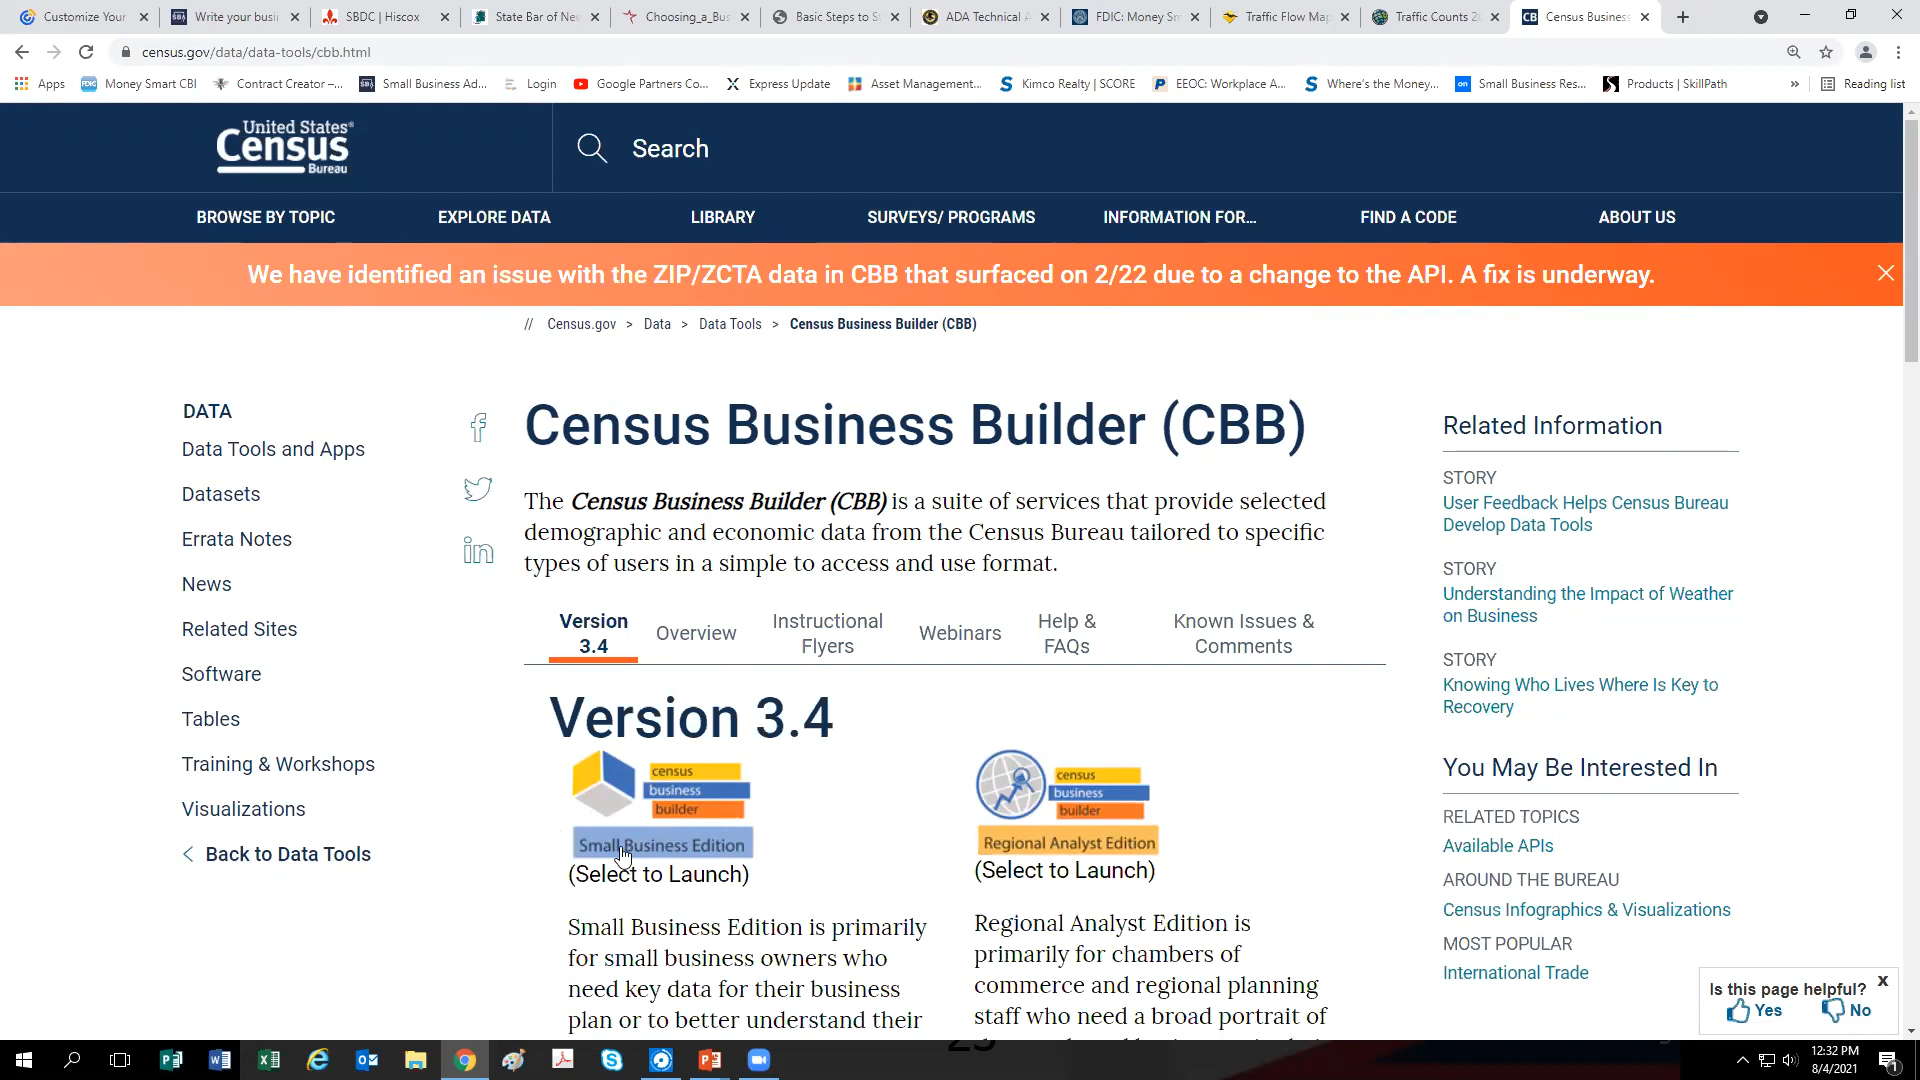 Customize Your
Write your busi
SBDC | Hiscox
State Bar of Ne
Choosing_a_Bus
Basic Steps to S
ADA Technical A
FDIC: Money Sm
Traffic Flow Map
Traffic Counts 2
Census Business
census.gov/data/data-tools/cbb.html
Apps
Money Smart CBI
Contract Creator –...
Small Business Ad...
Login
Google Partners Co...
Express Update
Asset Management...
Kimco Realty | SCORE
EEOC: Workplace A...
Where's the Money...
Small Business Res...
Products | SkillPath
»
Reading list
United States®
Census
Bureau
Search
BROWSE BY TOPIC
EXPLORE DATA
LIBRARY
SURVEYS/ PROGRAMS
INFORMATION FOR...
FIND A CODE
ABOUT US
We have identified an issue with the ZIP/ZCTA data in CBB that surfaced on 2/22 due to a change to the API. A fix is underway.
// Census.gov > Data > Data Tools > Census Business Builder (CBB)
DATA
Data Tools and Apps
Datasets
Errata Notes
News
Related Sites
Software
Tables
Training & Workshops
Visualizations
Back to Data Tools
Census Business Builder (CBB)
The Census Business Builder (CBB) is a suite of services that provide selected
demographic and economic data from the Census Bureau tailored to specific
types of users in a simple to access and use format.
Version
3.4
Overview
Instructional
Flyers
Webinars
Help &
FAQs
Known Issues &
Comments
Version 3.4
census
business
builder
Small Business Edition
(Select to Launch)
Small Business Edition is primarily
for small business owners who
need key data for their business
plan or to better understand their
census
business
builder
Regional Analyst Edition
(Select to Launch)
Regional Analyst Edition is
primarily for chambers of
commerce and regional planning
staff who need a broad portrait of
Related Information
STORY
User Feedback Helps Census Bureau
Develop Data Tools
STORY
Understanding the Impact of Weather
on Business
STORY
Knowing Who Lives Where Is Key to
Recovery
You May Be Interested In
RELATED TOPICS
Available APIs
AROUND THE BUREAU
Census Infographics & Visualizations
MOST POPULAR
International Trade
Is this page helpful?
X
Yes
No
12:32 PM
8/4/2021